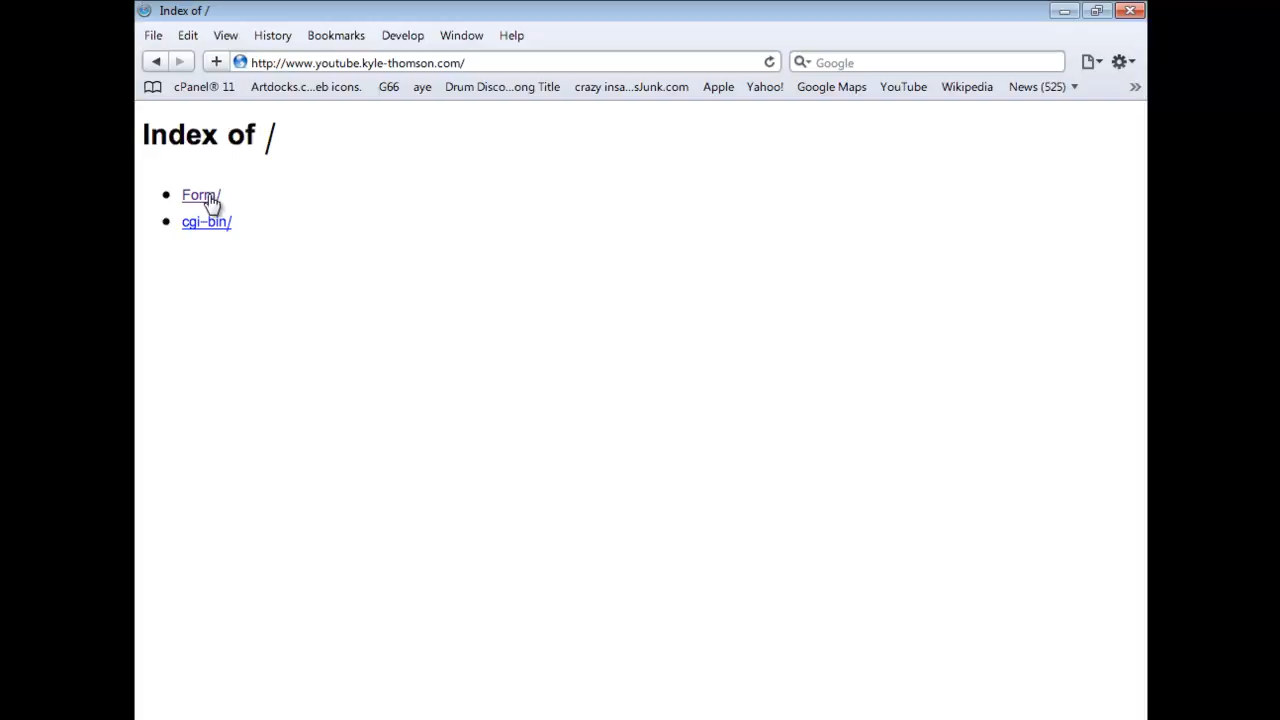 Index of /
File Edit View History Bookmarks Develop Window Help
http://www.youtube.kyle-thomson.com/ Google
cPanel® 11 Artdocks.c...eb icons. G66 aye Drum Disco...ong Title crazy insa...sJunk.com Apple Yahoo! Google Maps YouTube Wikipedia News (525)
Index of /
Form/
cgi-bin/